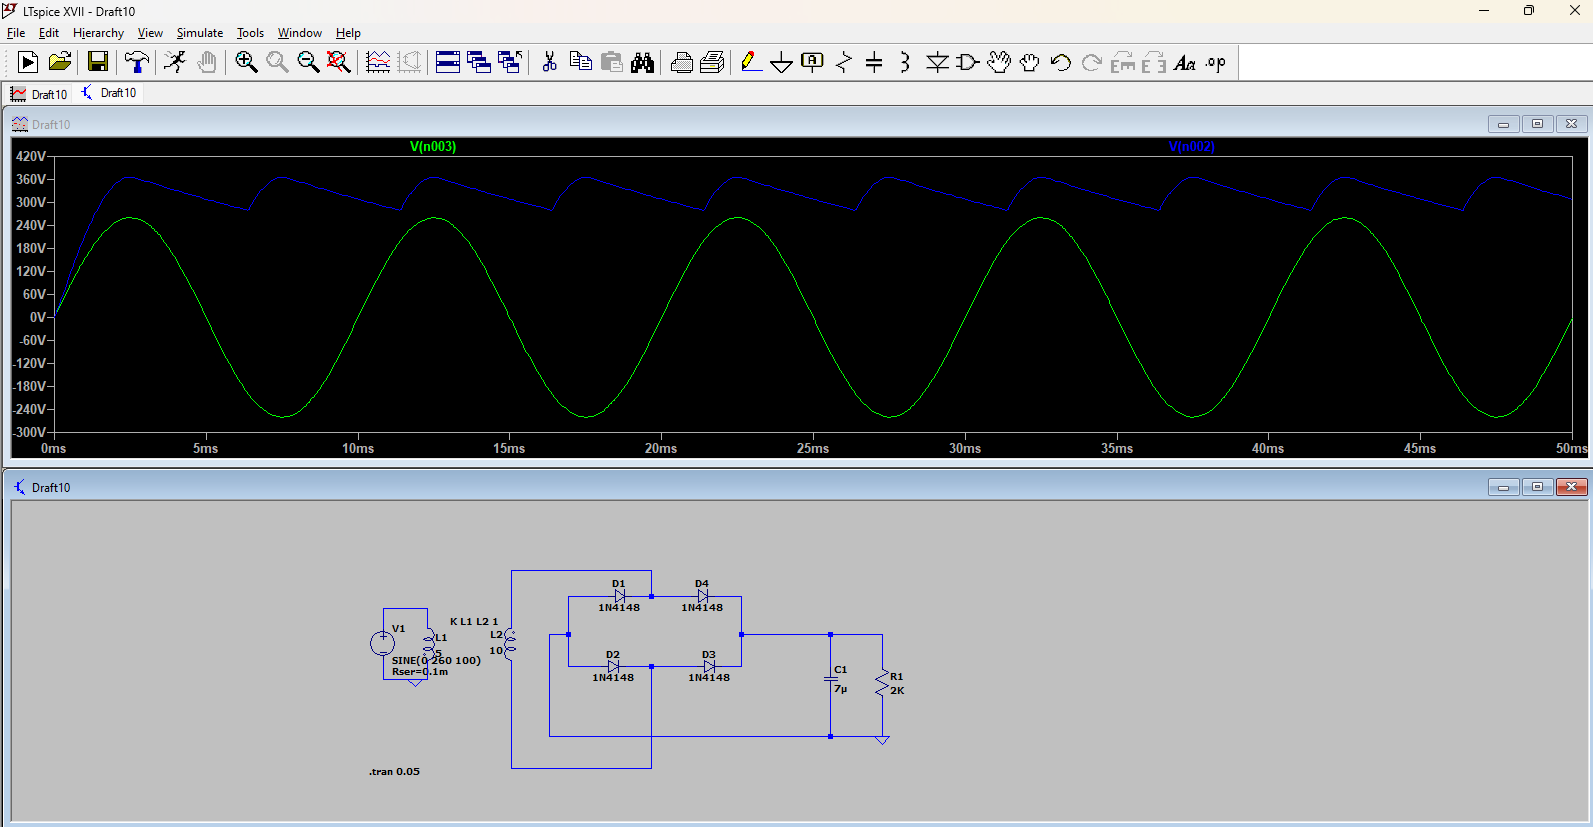 LTspice XVII - Draft10
File Edit Hierarchy View Simulate Tools Window Help
A Aa .op
Draft10 Draft10
Draft10
V(n003) V(n002)
420V
360V
300V
240V
180V
120V
60V
0V
-60V
-120V
-180V
-240V
-300V
0ms 5ms 10ms 15ms 20ms 25ms 30ms 35ms 40ms 45ms 50ms
Draft10
D1 D4
1N4148 1N4148
K L1 L2 1
V1 L1 L2
5 10
SINE(0 260 100)
Rser=0.1m
D2 D3
1N4148 1N4148
C1 R1
7µ 2K
.tran 0.05